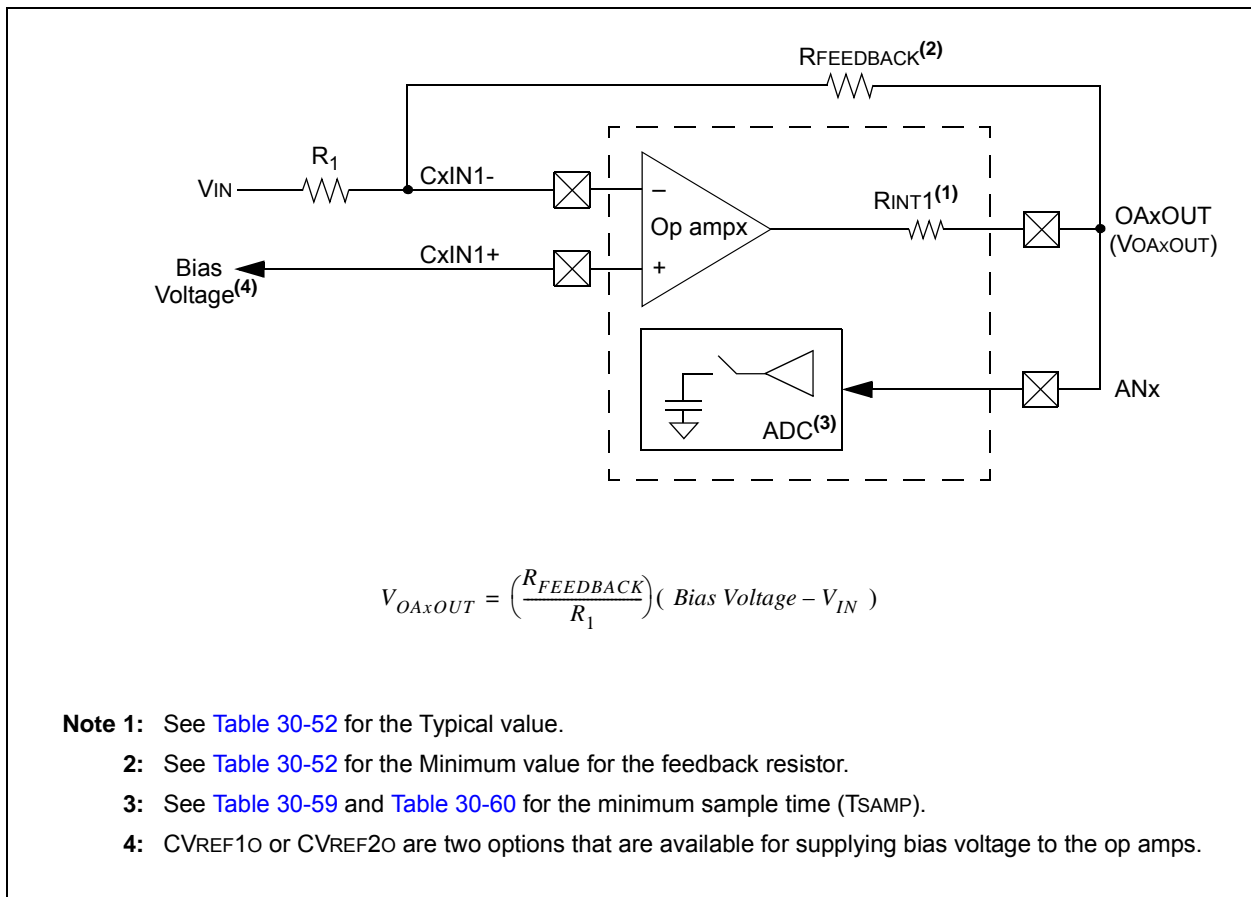 RFEEDBACK(2)
R1
VIN
CxIN1-
–
Op ampx
RINT1(1)
OAxOUT
(VOAxOUT)
Bias
Voltage(4)
CxIN1+
+
ADC(3)
ANx
V_OAxOUT = (R_FEEDBACK / R_1) ( Bias Voltage – V_IN )
Note 1: See Table 30-52 for the Typical value.
2: See Table 30-52 for the Minimum value for the feedback resistor.
3: See Table 30-59 and Table 30-60 for the minimum sample time (TSAMP).
4: CVREF1O or CVREF2O are two options that are available for supplying bias voltage to the op amps.